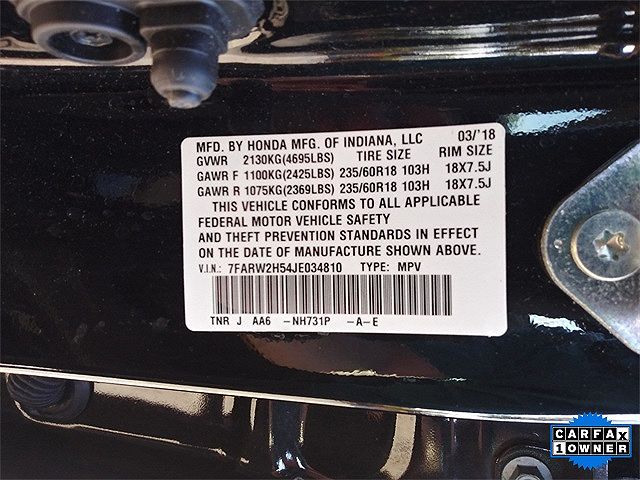 MFD. BY HONDA MFG. OF INDIANA, LLC 03/'18
GVWR 2130KG(4695LBS) TIRE SIZE RIM SIZE
GAWR F 1100KG(2425LBS) 235/60R18 103H 18X7.5J
GAWR R 1075KG(2369LBS) 235/60R18 103H 18X7.5J
THIS VEHICLE CONFORMS TO ALL APPLICABLE
FEDERAL MOTOR VEHICLE SAFETY
AND THEFT PREVENTION STANDARDS IN EFFECT
ON THE DATE OF MANUFACTURE SHOWN ABOVE.
V.I.N.: 7FARW2H54JE034810 TYPE: MPV
TNR J AA6 -NH731P -A-E
CARFAX
1 OWNER